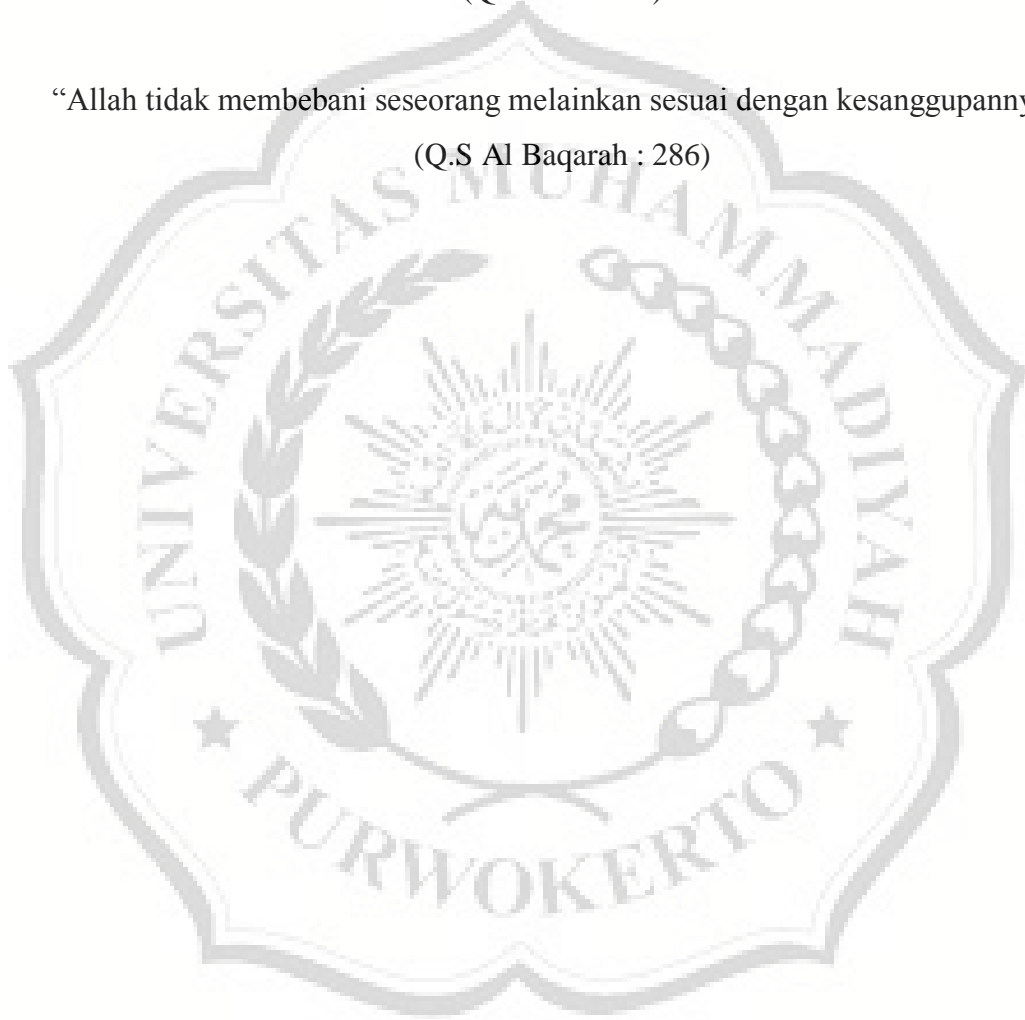 “Allah tidak membebani seseorang melainkan sesuai dengan kesanggupanny
(Q.S Al Baqarah : 286)
UNIVERSITAS MUHAMMADIYAH
PURWOKERTO